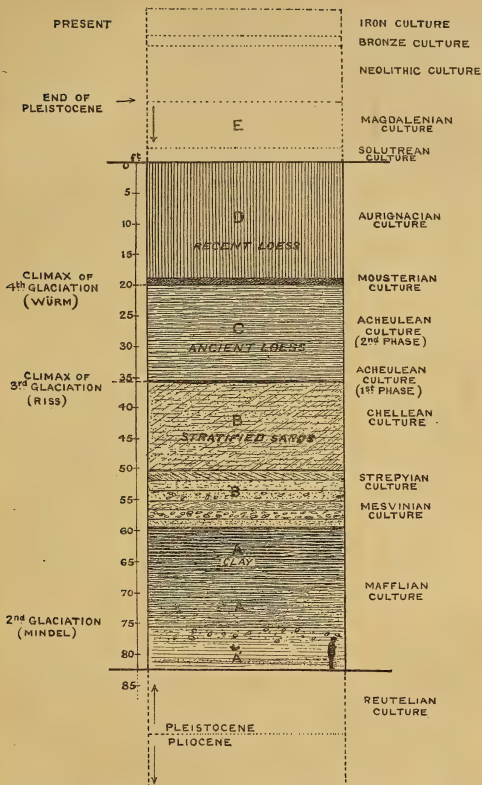 PRESENT
IRON CULTURE
BRONZE CULTURE
NEOLITHIC CULTURE
END OF
PLEISTOCENE
E
MAGDALENIAN
CULTURE
SOLUTREAN
CULTURE
ft
0
5
10
15
D
RECENT LOESS
AURIGNACIAN
CULTURE
CLIMAX OF
4th GLACIATION
(WÜRM)
20
MOUSTERIAN
CULTURE
25
30
C
ANCIENT LOESS
ACHEULEAN
CULTURE
(2nd PHASE)
CLIMAX OF
3rd GLACIATION
(RISS)
35
ACHEULEAN
CULTURE
(1st PHASE)
40
45
B
STRATIFIED SANDS
CHELLEAN
CULTURE
50
55
B
STREPYIAN
CULTURE
MESVINIAN
CULTURE
60
65
70
75
A
CLAY
A
MAFFLIAN
CULTURE
2nd GLACIATION
(MINDEL)
80
A
85
REUTELIAN
CULTURE
PLEISTOCENE
PLIOCENE